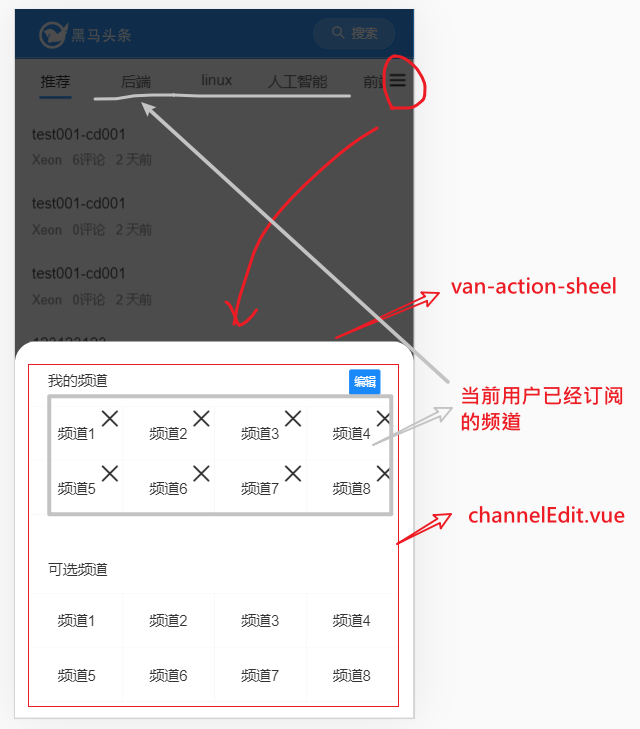 黑马头条
搜索
推荐 后端 linux 人工智能 前
test001-cd001
Xeon 6评论 2 天前
test001-cd001
Xeon 0评论 2 天前
test001-cd001
Xeon 0评论 2 天前
van-action-sheel
我的频道 编辑
当前用户已经订阅
的频道
频道1 频道2 频道3 频道4
频道5 频道6 频道7 频道8
channelEdit.vue
可选频道
频道1 频道2 频道3 频道4
频道5 频道6 频道7 频道8